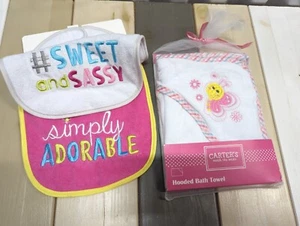 #SWEET
and SASSY
simply
ADORABLE
CARTER'S
Hooded Bath Towel